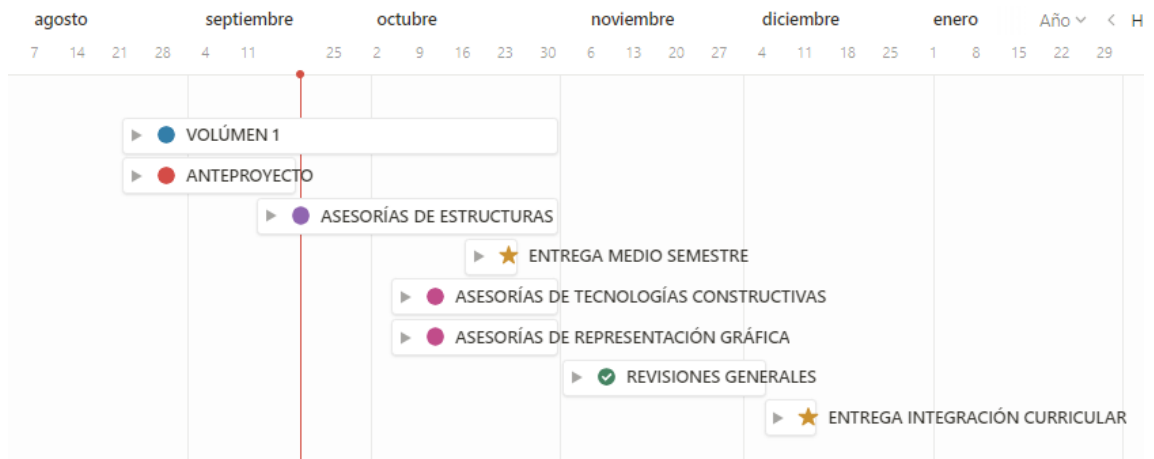 agosto septiembre octubre noviembre diciembre enero Año < H
7 14 21 28 4 11 25 2 9 16 23 30 6 13 20 27 4 11 18 25 1 8 15 22 29
VOLÚMEN 1
ANTEPROYECTO
ASESORÍAS DE ESTRUCTURAS
ENTREGA MEDIO SEMESTRE
ASESORÍAS DE TECNOLOGÍAS CONSTRUCTIVAS
ASESORÍAS DE REPRESENTACIÓN GRÁFICA
REVISIONES GENERALES
ENTREGA INTEGRACIÓN CURRICULAR